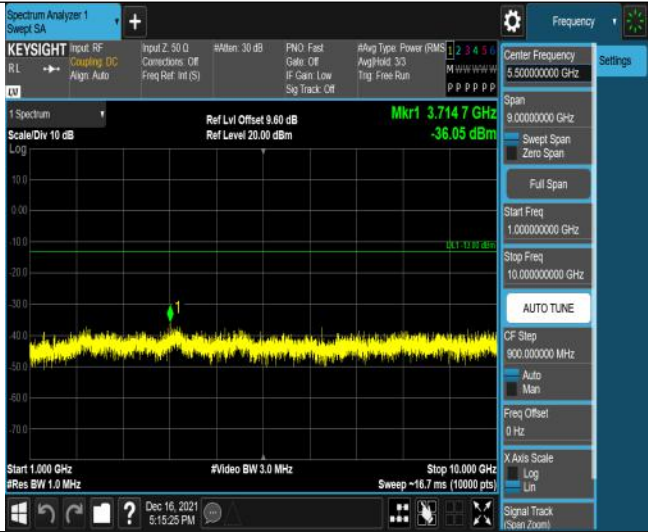 Spectrum Analyzer 1
Swept SA
+
Frequency
KEYSIGHT
RL
LV
Input: RF
Coupling: DC
Align: Auto
Input Z: 50 Ω
Corrections: Off
Freq Ref: Int (S)
#Atten: 30 dB
PNO: Fast
Gate: Off
IF Gain: Low
Sig Track: Off
#Avg Type: Power (RMS
Avg|Hold: 3/3
Trig: Free Run
1 2 3 4 5 6
M W W W W W
P P P P P P
1 Spectrum
Scale/Div 10 dB
Log
Ref Lvl Offset 9.60 dB
Ref Level 20.00 dBm
Mkr1 3.714 7 GHz
-36.05 dBm
10.0
0.00
-10.0
DL1 -13.00 dBm
-20.0
-30.0
1
-40.0
-50.0
-60.0
-70.0
Start 1.000 GHz
#Res BW 1.0 MHz
#Video BW 3.0 MHz
Stop 10.000 GHz
Sweep ~16.7 ms (10000 pts)
?
Dec 16, 2021
5:15:25 PM
Center Frequency
5.500000000 GHz
Settings
Span
9.00000000 GHz
Swept Span
Zero Span
Full Span
Start Freq
1.000000000 GHz
Stop Freq
10.000000000 GHz
AUTO TUNE
CF Step
900.000000 MHz
Auto
Man
Freq Offset
0 Hz
X Axis Scale
Log
Lin
Signal Track
(Span Zoom)